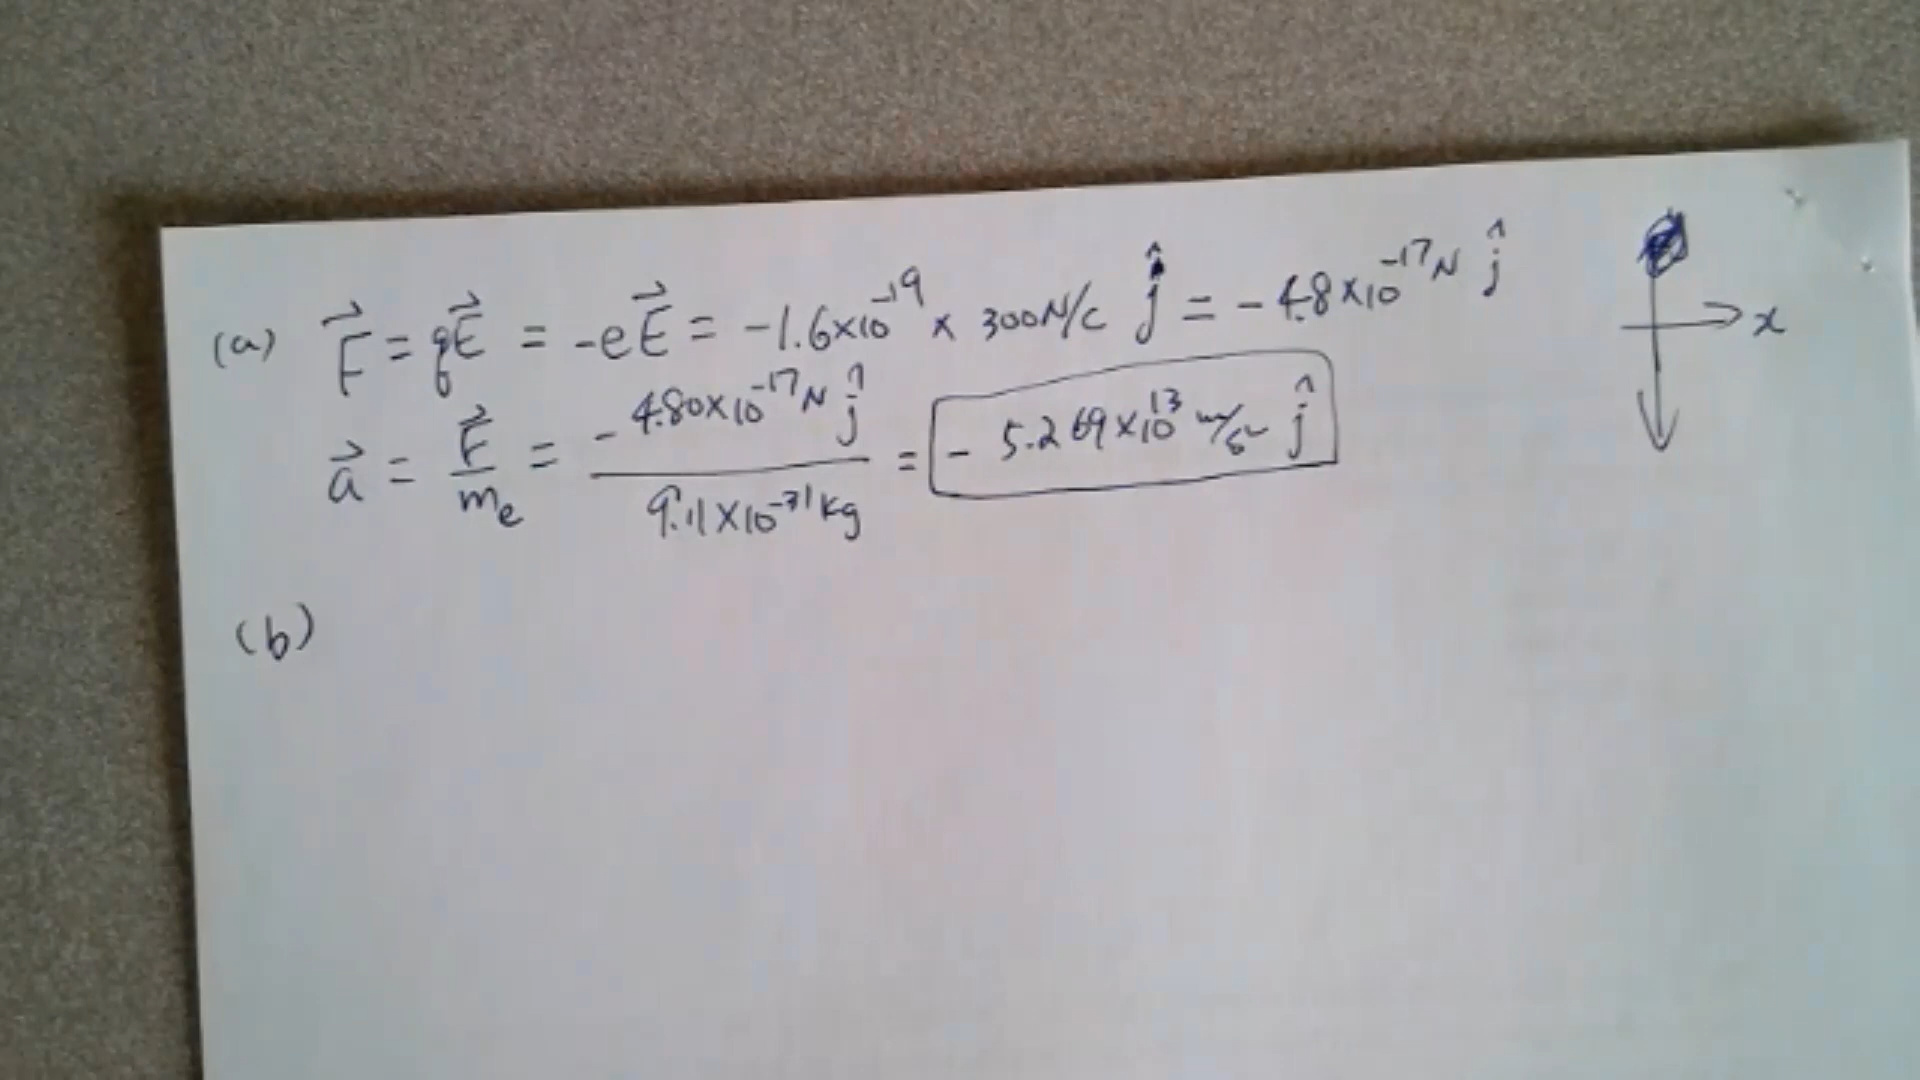 (a) F⃗ = qE⃗ = -eE⃗ = -1.6×10⁻¹⁹ × 300N/C ĵ = -4.8×10⁻¹⁷N ĵ
a⃗ = F⃗/mₑ = -4.80×10⁻¹⁷N ĵ / 9.11×10⁻³¹kg = -5.269×10¹³ m/s² ĵ
x
(b)